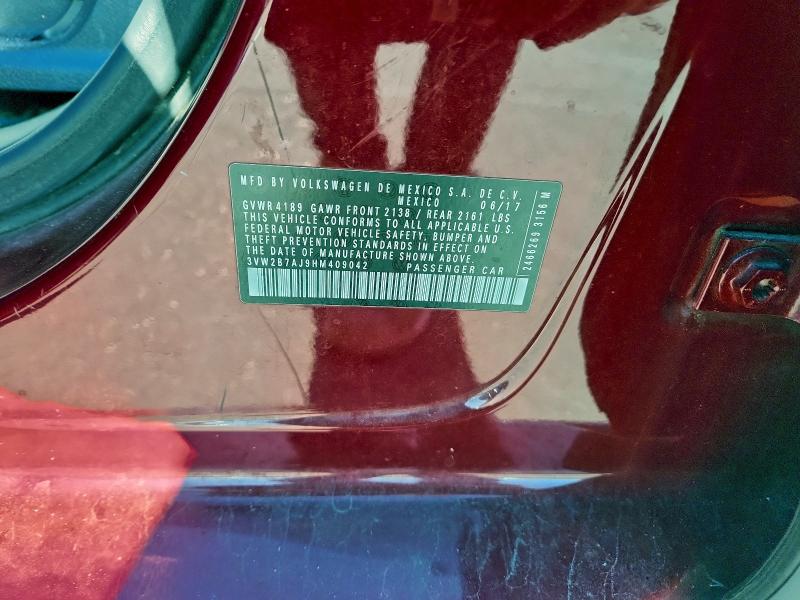 MFD BY VOLKSWAGEN DE MEXICO S.A. DE C.V.
MEXICO 06/17
GVWR 4189 GAWR FRONT 2138 / REAR 2161 LBS
THIS VEHICLE CONFORMS TO ALL APPLICABLE U.S.
FEDERAL MOTOR VEHICLE SAFETY, BUMPER AND
THEFT PREVENTION STANDARDS IN EFFECT ON
THE DATE OF MANUFACTURE SHOWN ABOVE.
3VW2B7AJ9HM409042 PASSENGER CAR
2466269 3156 M